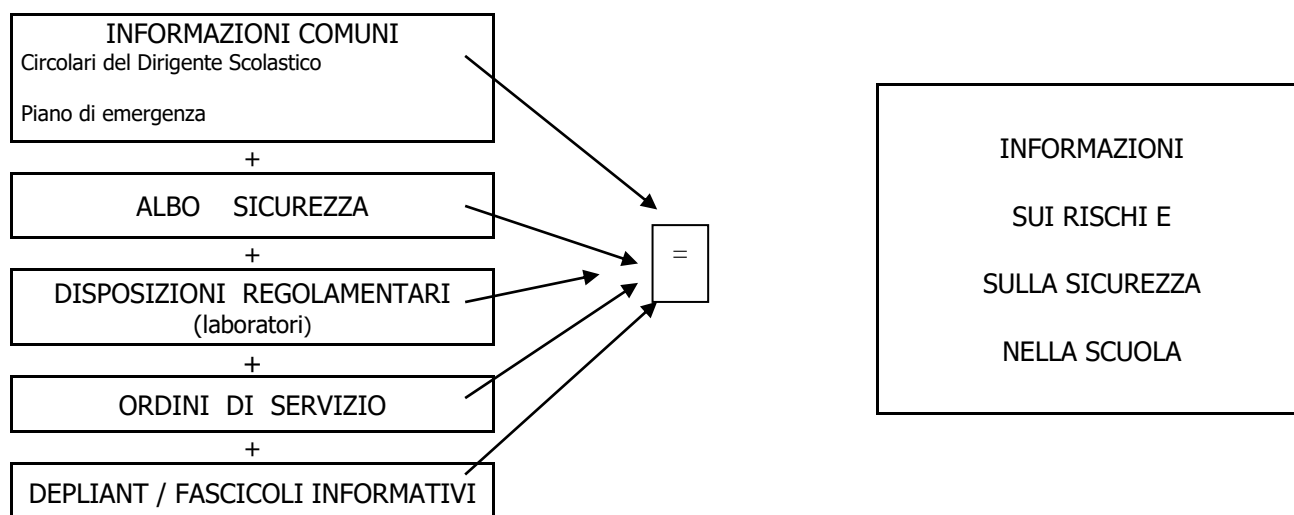 INFORMAZIONI COMUNI
Circolari del Dirigente Scolastico
Piano di emergenza
+
ALBO SICUREZZA
+
DISPOSIZIONI REGOLAMENTARI
(laboratori)
+
ORDINI DI SERVIZIO
+
DEPLIANT / FASCICOLI INFORMATIVI
=
INFORMAZIONI
SUI RISCHI E
SULLA SICUREZZA
NELLA SCUOLA